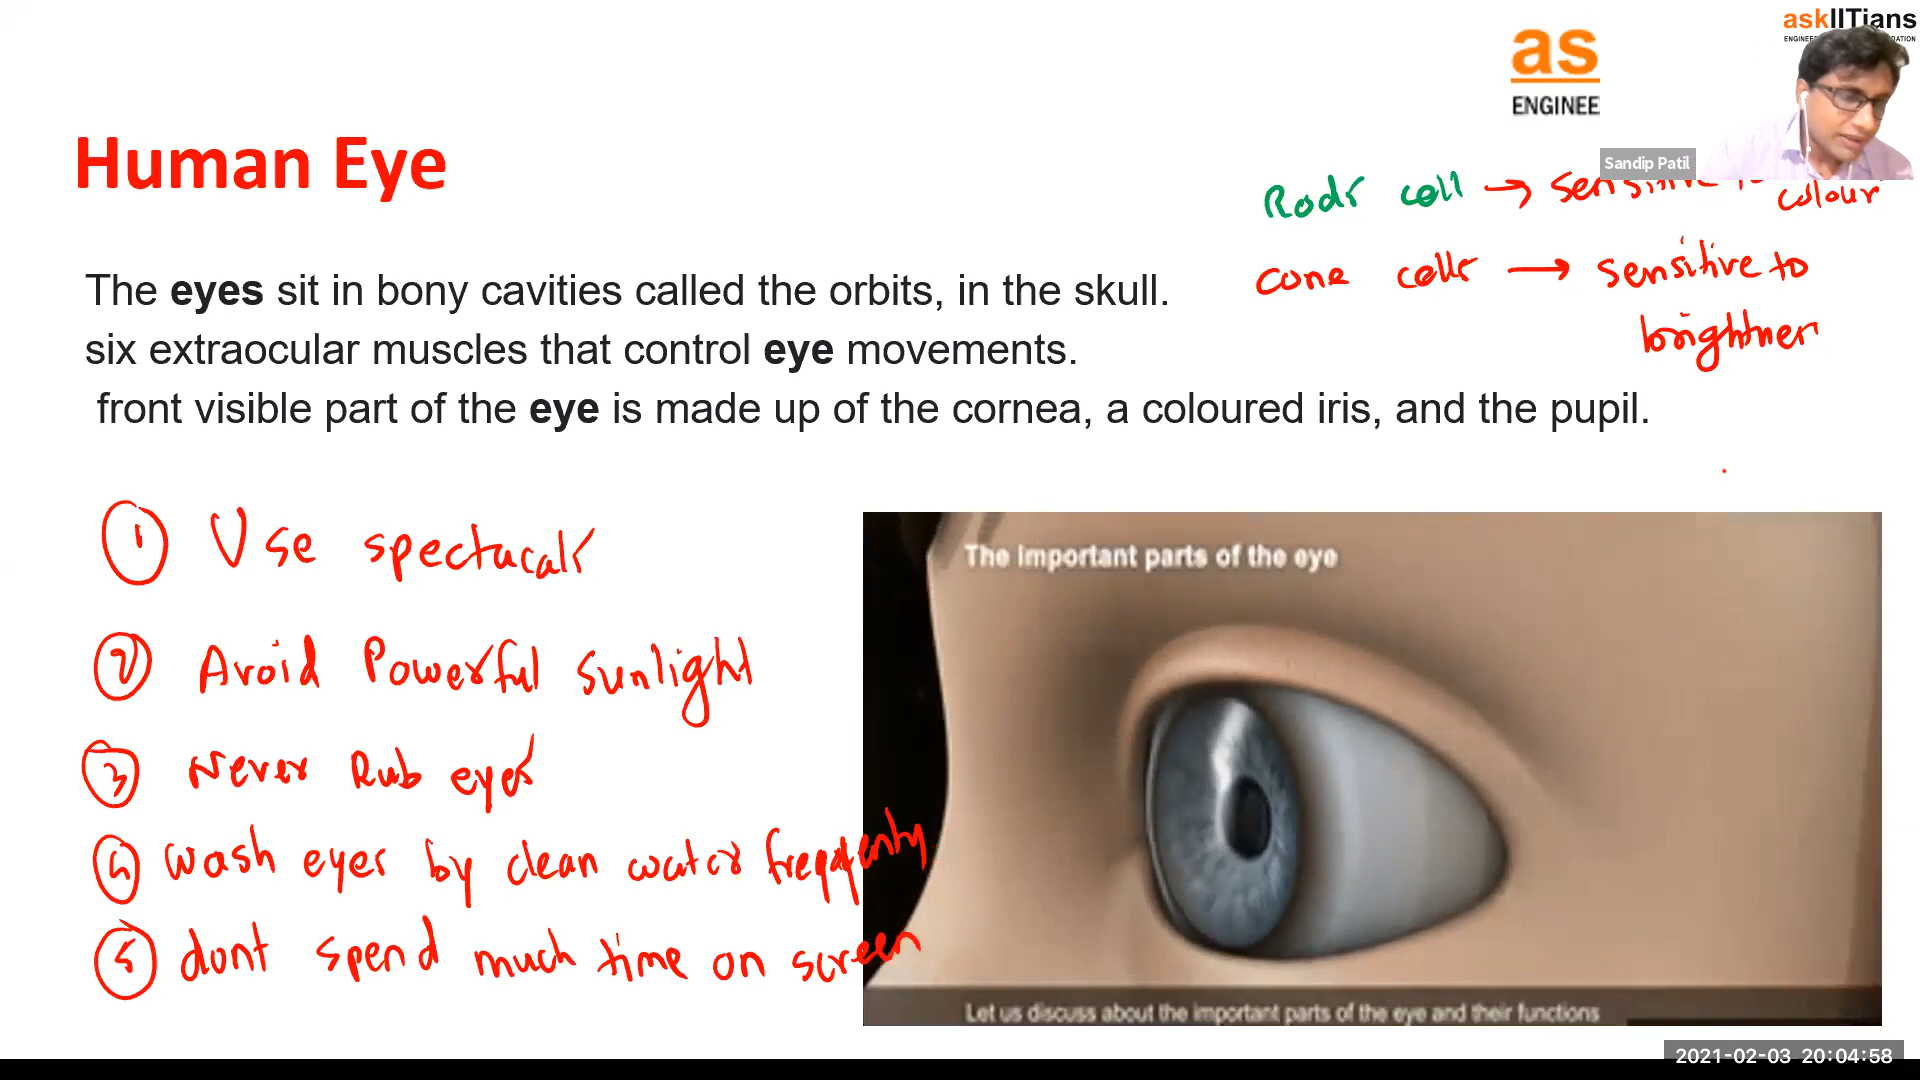 askIITians
as
ENGINEE
Sandip Patil
Human Eye
Rods cell → sensitive
colour
cone cells → sensitive to
brightness
The eyes sit in bony cavities called the orbits, in the skull.
six extraocular muscles that control eye movements.
front visible part of the eye is made up of the cornea, a coloured iris, and the pupil.
1 Use
2 Avoid Powerful sunlight
3 Never Rub eyes
4 wash eyes by clean water
5 dont spend much time on screen
The important parts of the eye
Let us discuss about the important parts of the eye and their functions
2021-02-03 20:04:58